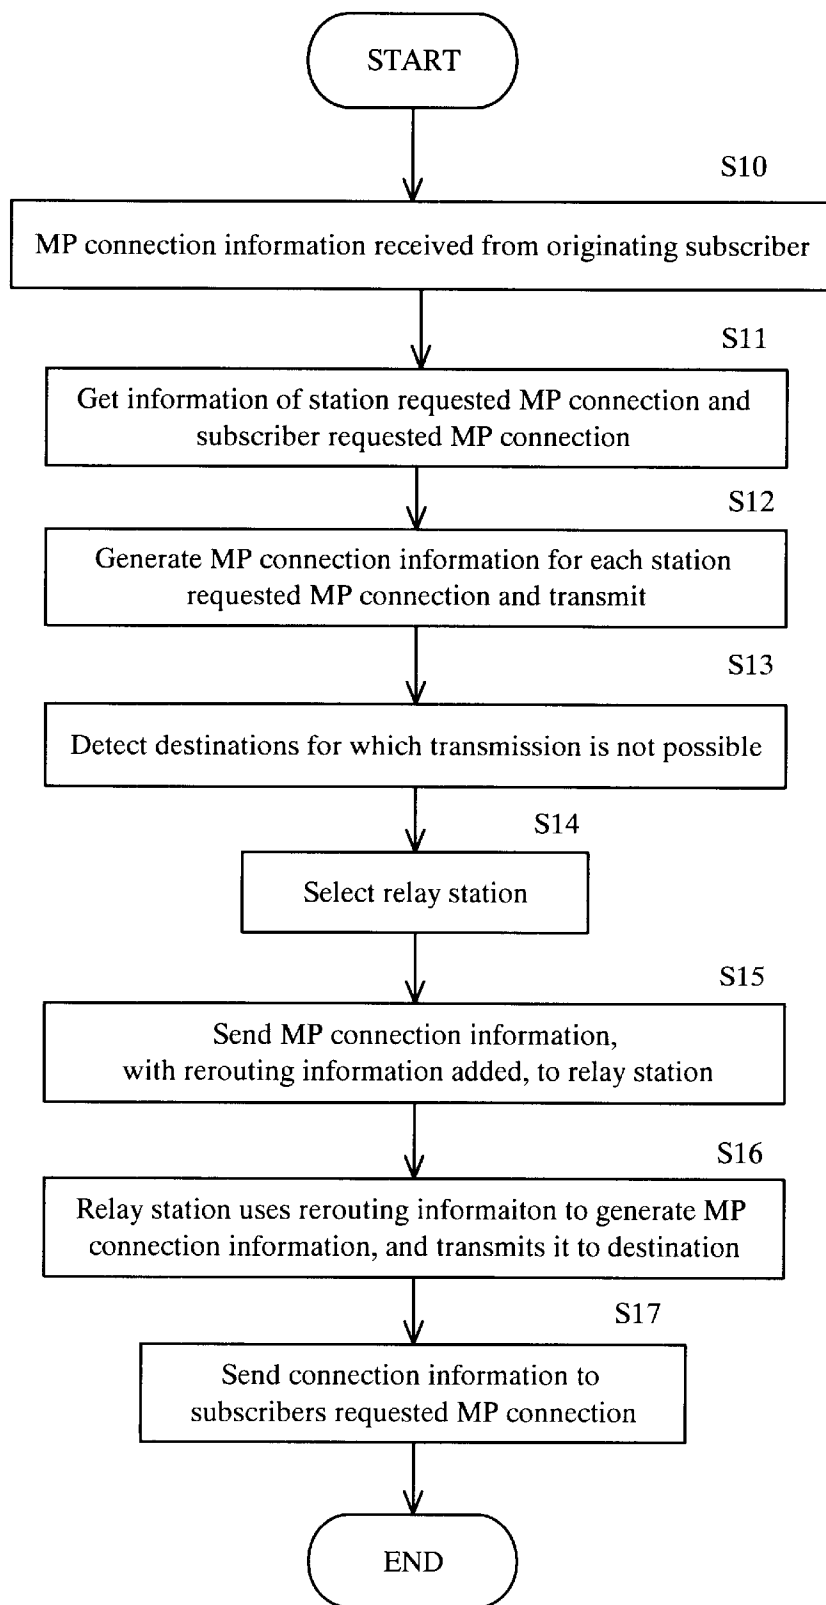 START
S10
MP connection information received from originating subscriber
S11
Get information of station requested MP connection and
subscriber requested MP connection
S12
Generate MP connection information for each station
requested MP connection and transmit
S13
Detect destinations for which transmission is not possible
S14
Select relay station
S15
Send MP connection information,
with rerouting information added, to relay station
S16
Relay station uses rerouting informaiton to generate MP
connection information, and transmits it to destination
S17
Send connection information to
subscribers requested MP connection
END